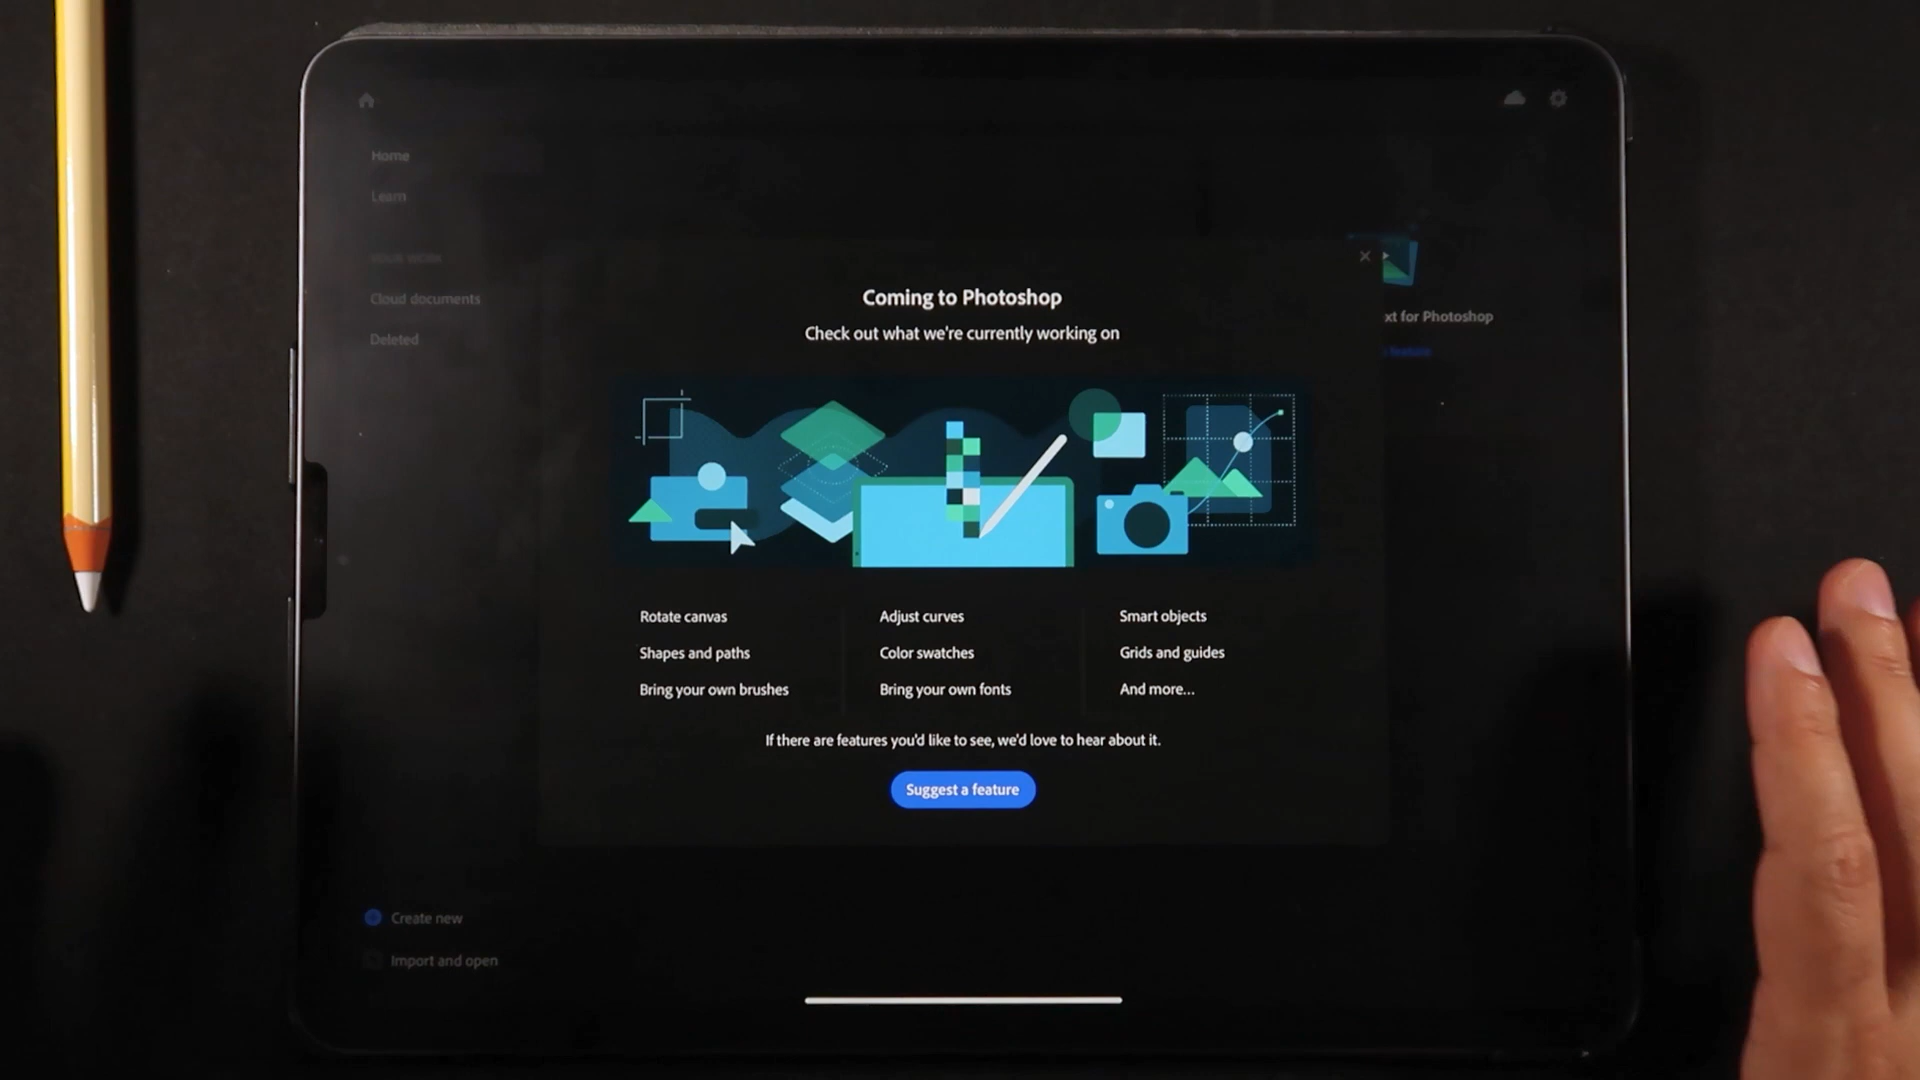 Home
Learn
YOUR WORK
Cloud documents
Deleted
Coming to Photoshop
Check out what we're currently working on
xt for Photoshop
feature
Rotate canvas
Adjust curves
Smart objects
Shapes and paths
Color swatches
Grids and guides
Bring your own brushes
Bring your own fonts
And more...
If there are features you'd like to see, we'd love to hear about it.
Suggest a feature
Create new
Import and open